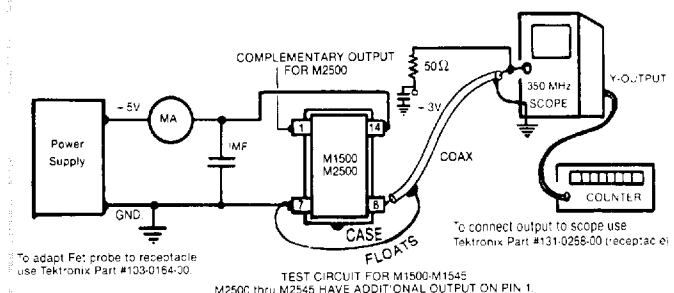 COMPLEMENTARY OUTPUT
FOR M2500
50Ω
350 MHz
SCOPE
Y-OUTPUT
- 5V
MA
- 3V
Power
Supply
1MF
1
14
M1500
M2500
7
8
COAX
COUNTER
GND.
CASE
FLOATS
To connect output to scope use
Tektronix Part #131-0258-00 (receptacle)
To adapt Fet probe to receptacle
use Tektronix Part #103-0164-00.
TEST CIRCUIT FOR M1500-M1545
M2500 thru M2545 HAVE ADDITIONAL OUTPUT ON PIN 1.